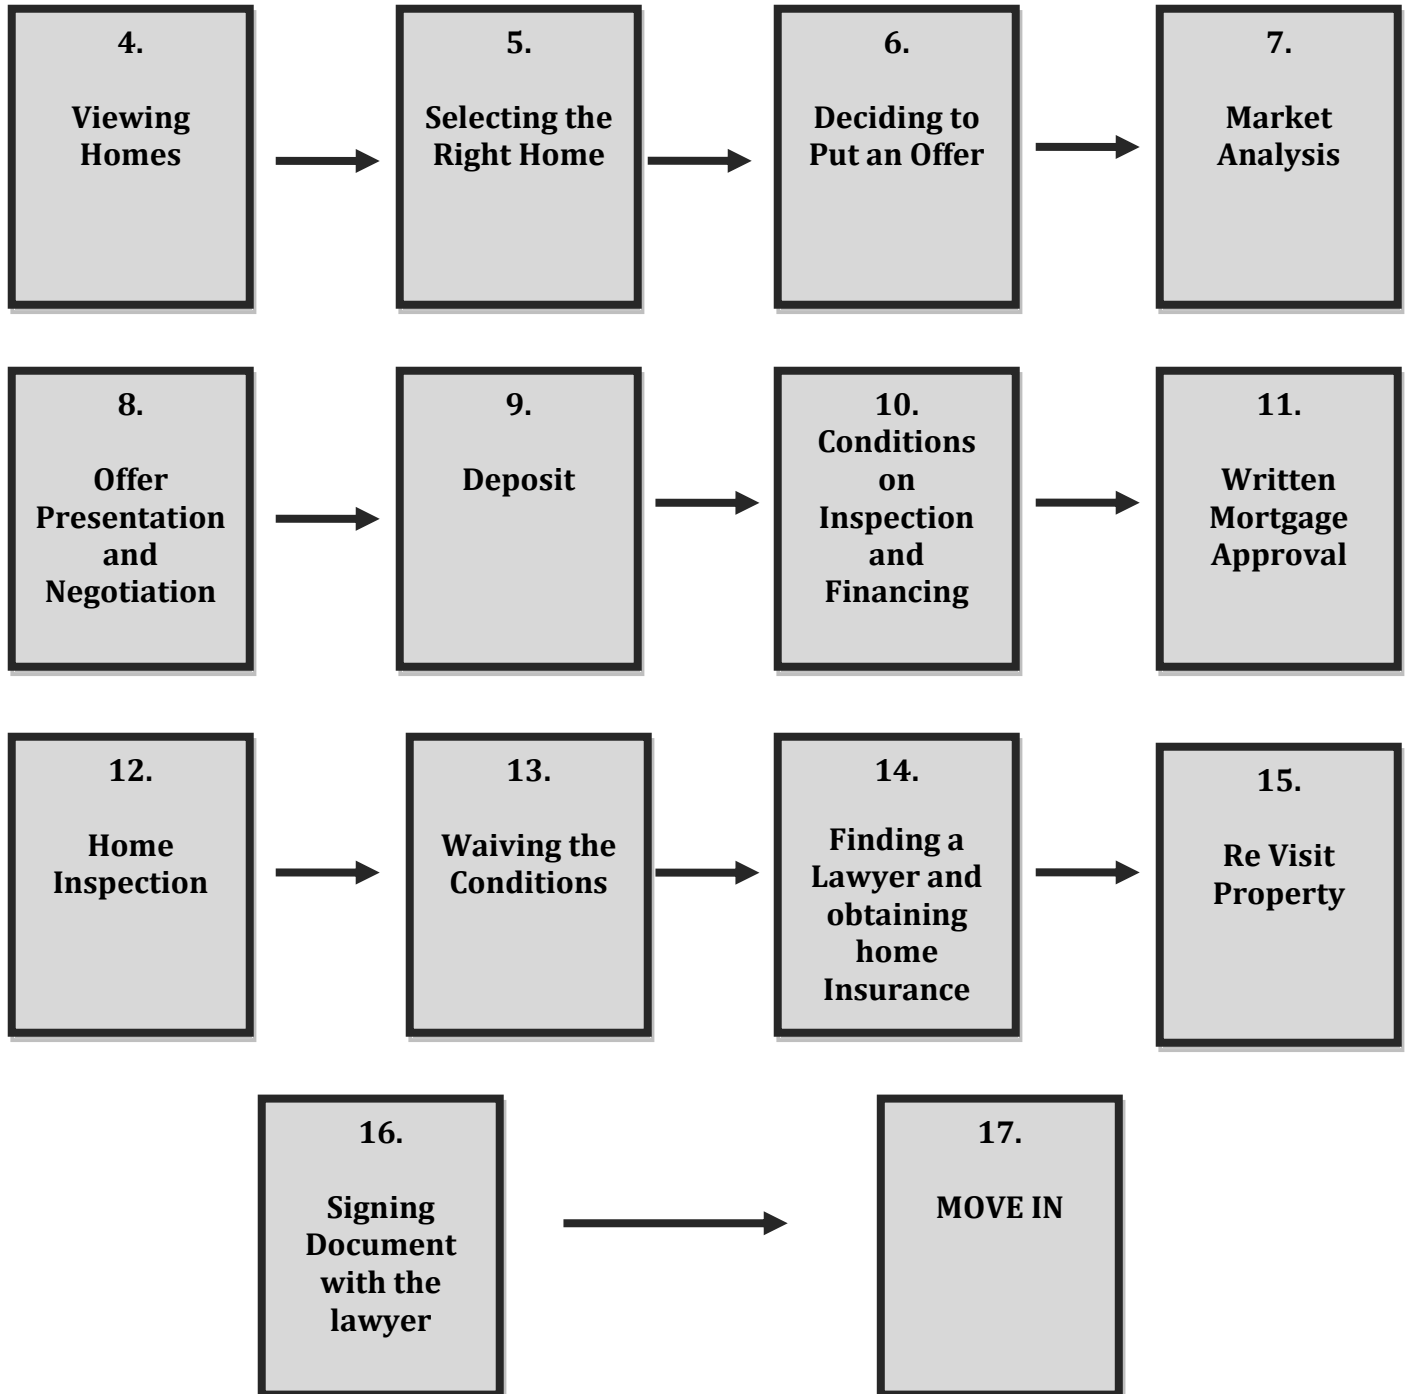 4.
Viewing
Homes
5.
Selecting the
Right Home
6.
Deciding to
Put an Offer
7.
Market
Analysis
8.
Offer
Presentation
and
Negotiation
9.
Deposit
10.
Conditions
on
Inspection
and
Financing
11.
Written
Mortgage
Approval
12.
Home
Inspection
13.
Waiving the
Conditions
14.
Finding a
Lawyer and
obtaining
home
Insurance
15.
Re Visit
Property
16.
Signing
Document
with the
lawyer
17.
MOVE IN